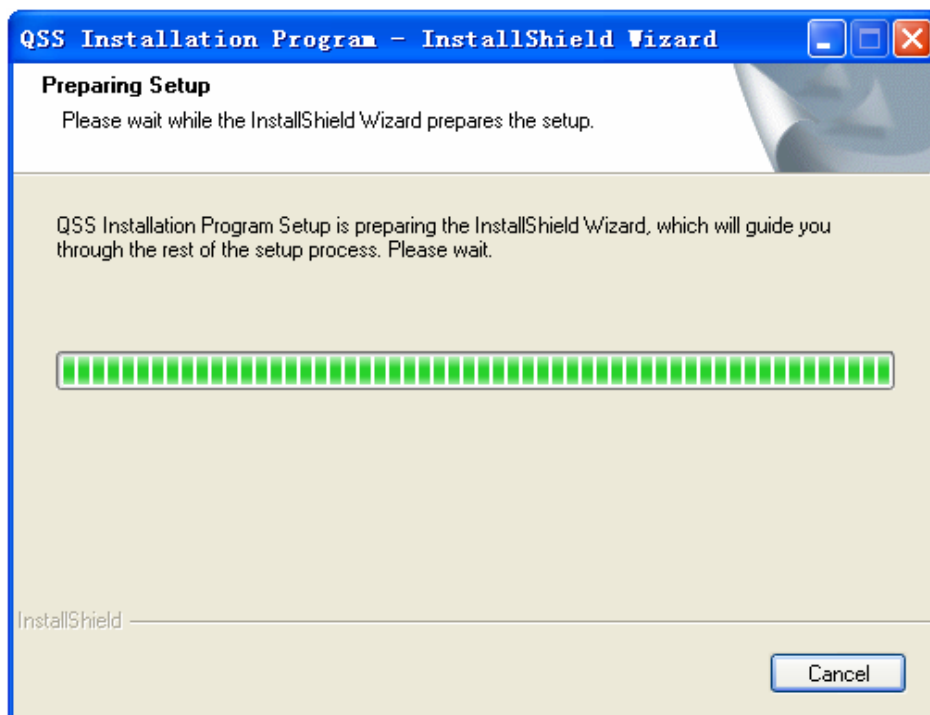 QSS Installation Program - InstallShield Wizard
Preparing Setup
Please wait while the InstallShield Wizard prepares the setup.
QSS Installation Program Setup is preparing the InstallShield Wizard, which will guide you
through the rest of the setup process. Please wait.
InstallShield
Cancel